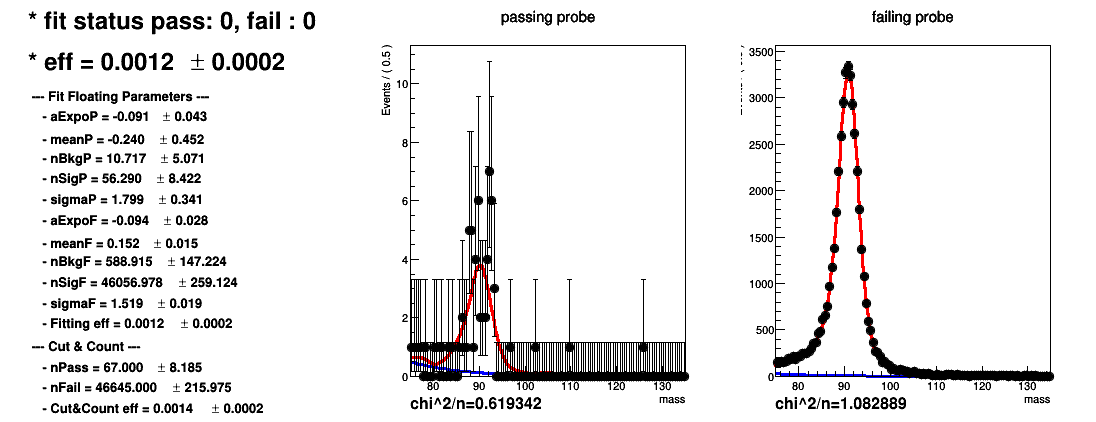 * fit status pass: 0, fail : 0
* eff = 0.0012 ± 0.0002
--- Fit Floating Parameters ---
- aExpoP = -0.091 ± 0.043
- meanP = -0.240 ± 0.452
- nBkgP = 10.717 ± 5.071
- nSigP = 56.290 ± 8.422
- sigmaP = 1.799 ± 0.341
- aExpoF = -0.094 ± 0.028
- meanF = 0.152 ± 0.015
- nBkgF = 588.915 ± 147.224
- nSigF = 46056.978 ± 259.124
- sigmaF = 1.519 ± 0.019
- Fitting eff = 0.0012 ± 0.0002
--- Cut & Count ---
- nPass = 67.000 ± 8.185
- nFail = 46645.000 ± 215.975
- Cut&Count eff = 0.0014 ± 0.0002
passing probe
Events / ( 0.5 )
10
8
6
4
2
0
80 90 100 110 120 130
mass
chi^2/n=0.619342
failing probe
3500
3000
2500
2000
1500
1000
500
0
80 90 100 110 120 130
mass
chi^2/n=1.082889